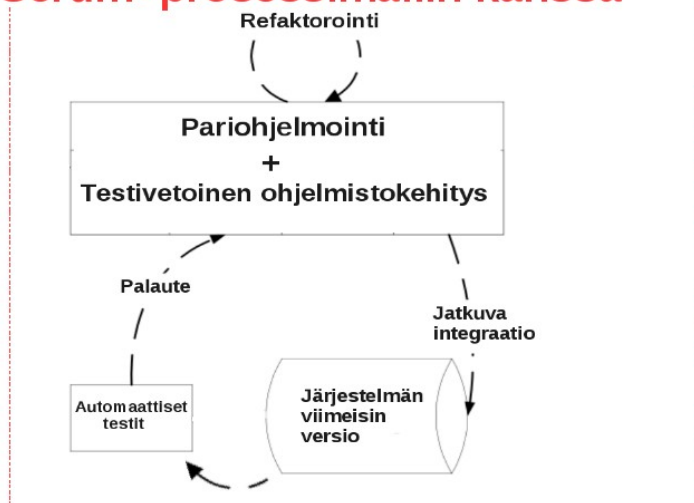 Refaktorointi
Pariohjelmointi
+
Testivetoinen ohjelmistokehitys
Palaute
Jatkuva
integraatio
Järjestelmän
viimeisin
versio
Automaattiset
testit